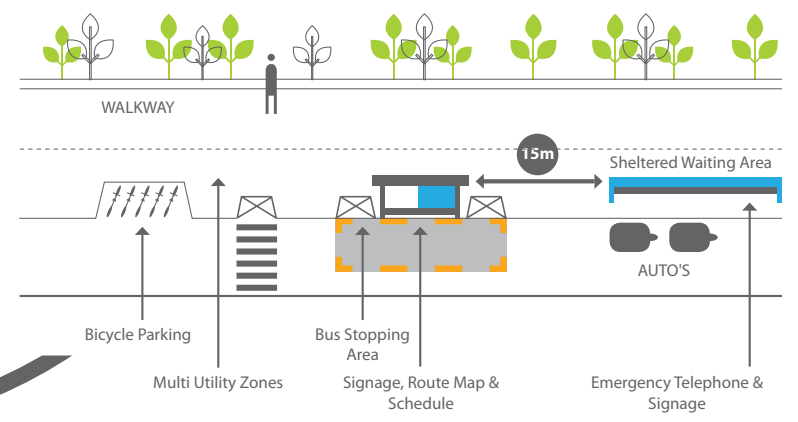 WALKWAY
15m
Sheltered Waiting Area
AUTO'S
Bicycle Parking
Bus Stopping
Area
Multi Utility Zones
Signage, Route Map &
Schedule
Emergency Telephone &
Signage